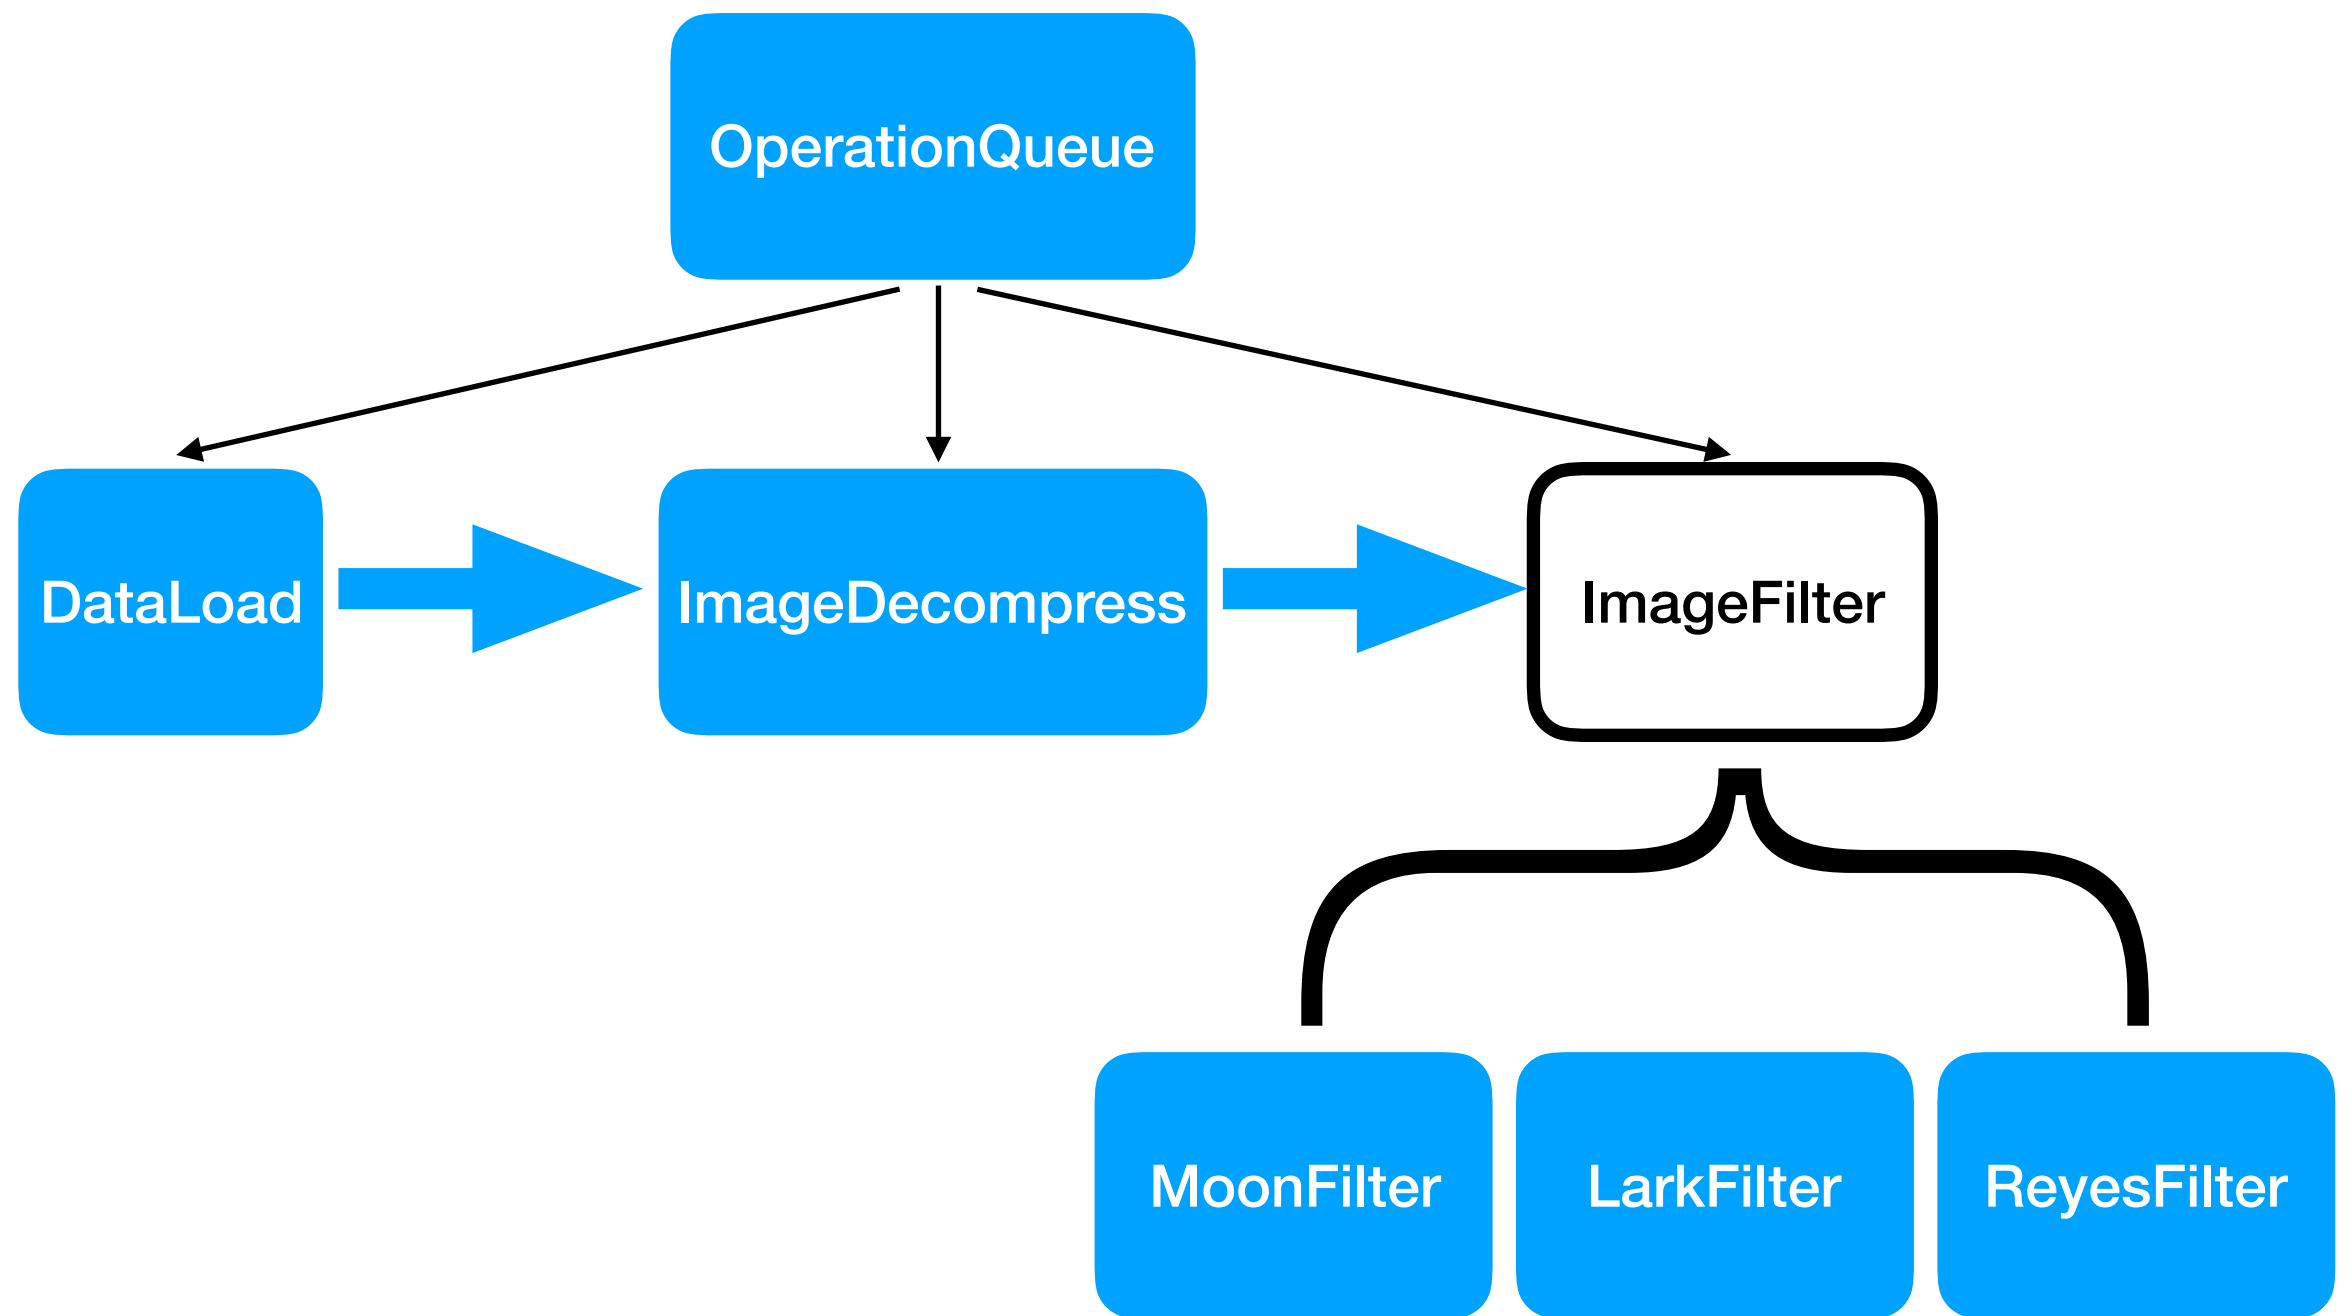 OperationQueue
DataLoad
ImageDecompress
ImageFilter
MoonFilter
LarkFilter
ReyesFilter